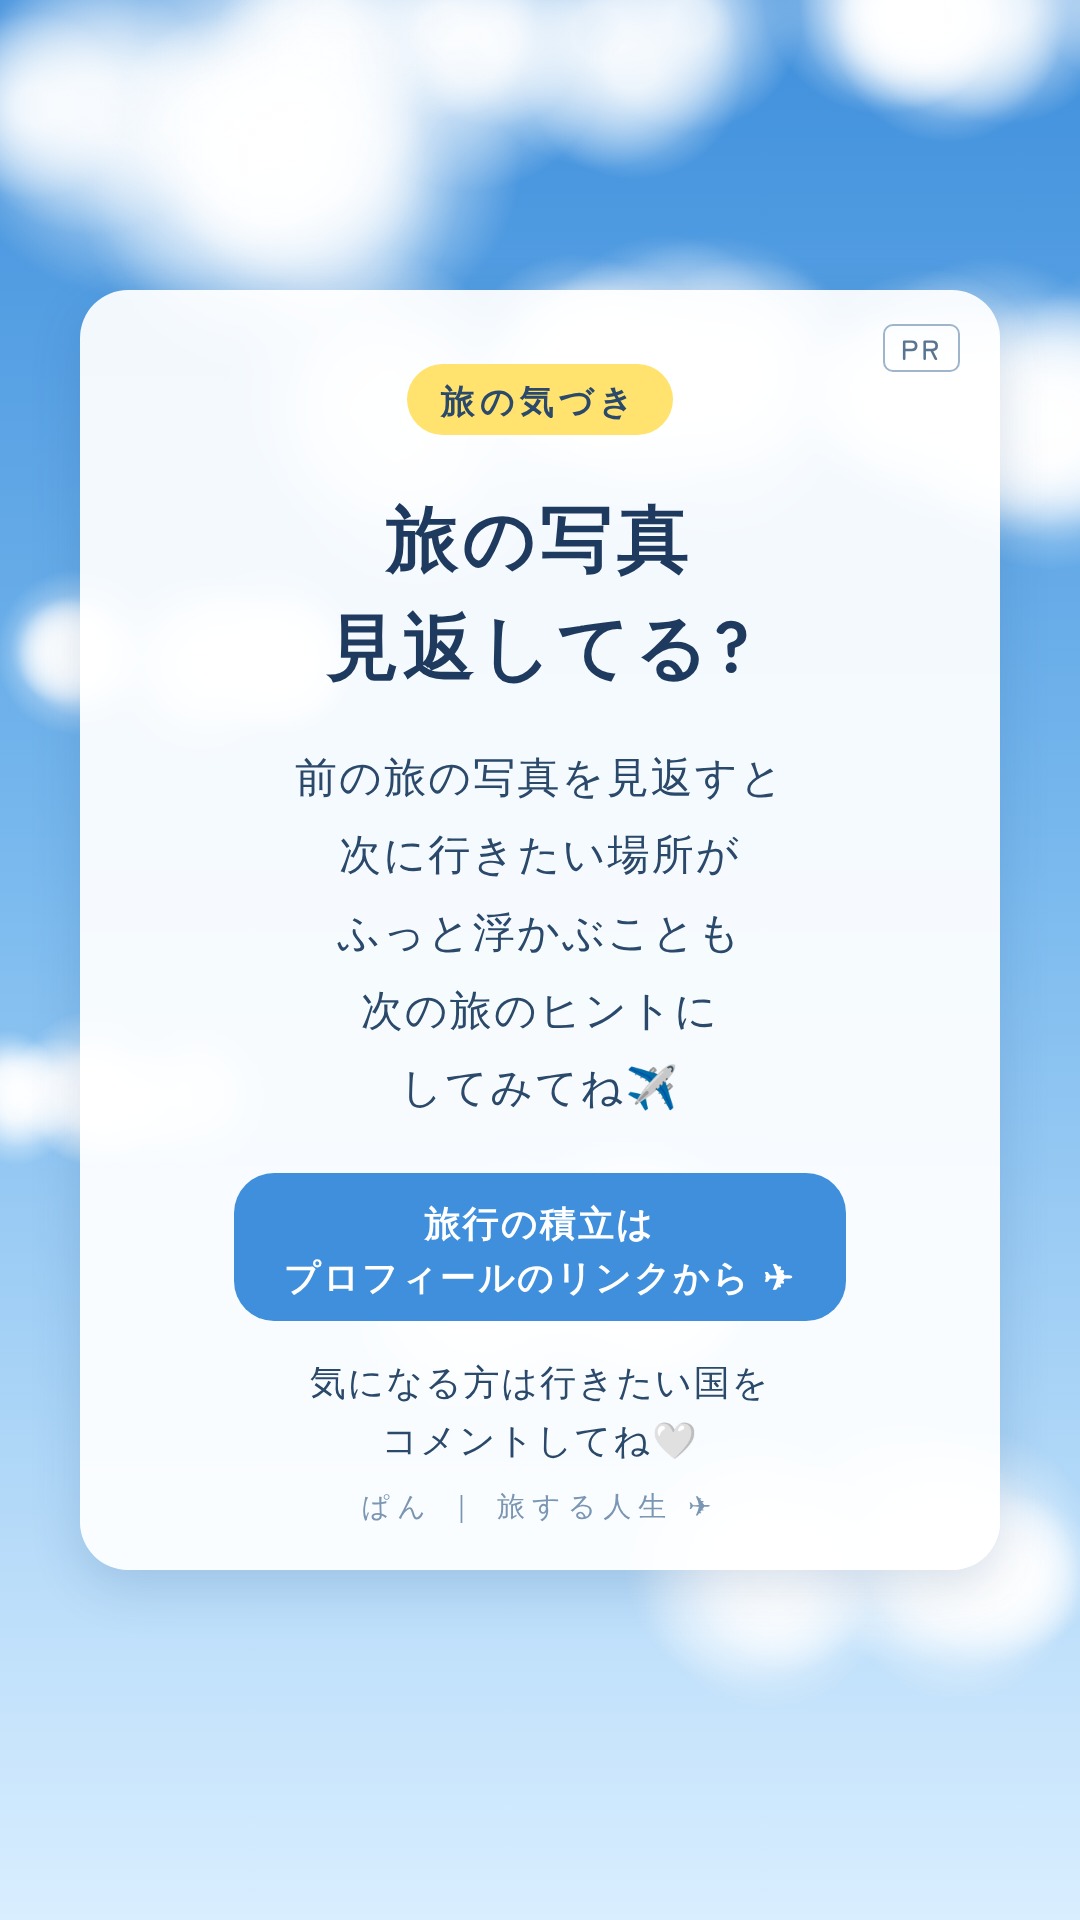 PR
旅の気づき
旅の写真
見返してる?
前の旅の写真を見返すと
次に行きたい場所が
ふっと浮かぶことも
次の旅のヒントに
してみてね✈️
旅行の積立は
プロフィールのリンクから ✈
気になる方は行きたい国を
コメントしてね🤍
ぱん | 旅する人生 ✈